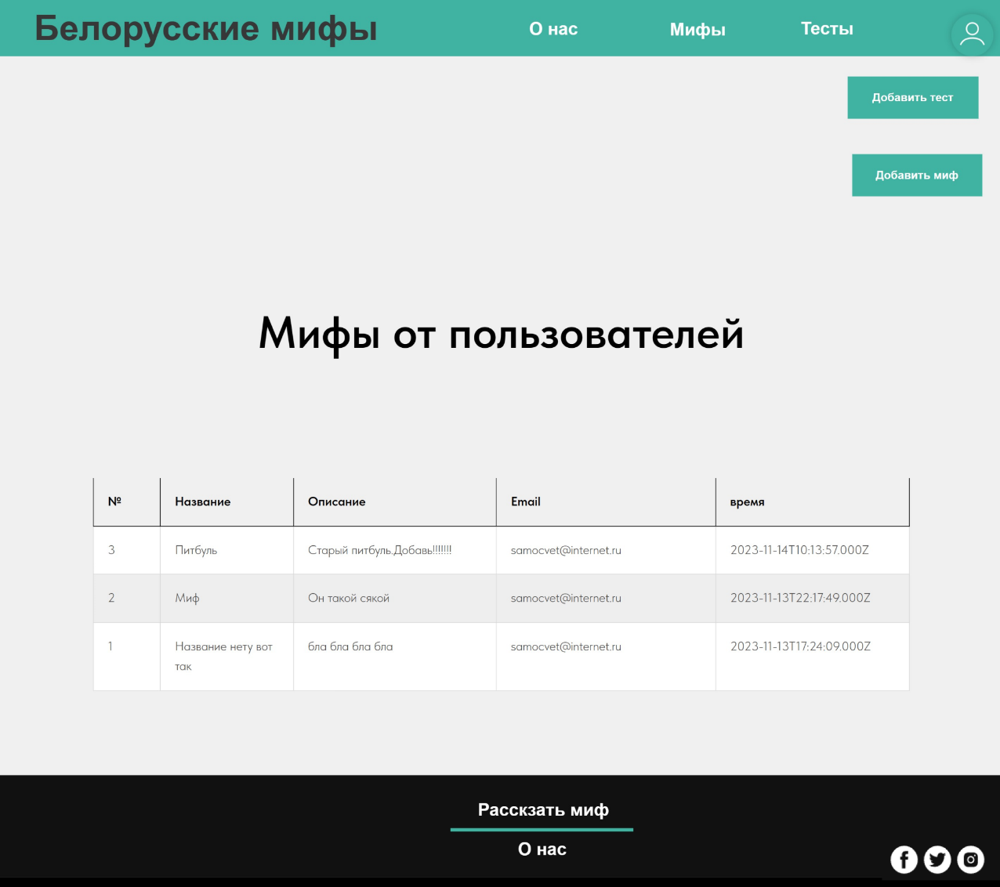 Белорусские мифы
О нас
Мифы
Тесты
Добавить тест
Добавить миф
Мифы от пользователей
№ Название Описание Email время
3 Питбуль Старый питбуль.Добавь!!!!!!! samocvet@internet.ru 2023-11-14T10:13:57.000Z
2 Миф Он такой сякой samocvet@internet.ru 2023-11-13T22:17:49.000Z
1 Название нету вот бла бла бла бла samocvet@internet.ru 2023-11-13T17:24:09.000Z
так
Расскзать миф
О нас